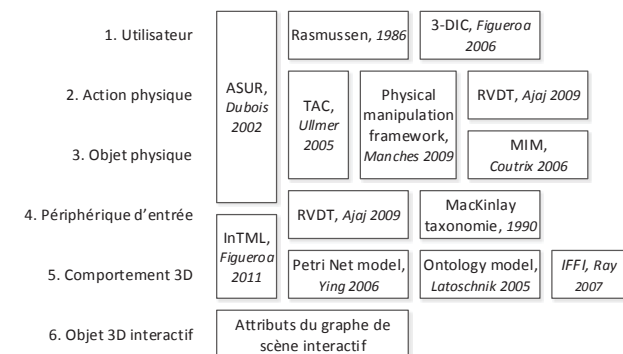 1. Utilisateur
Rasmussen, 1986
3-DIC, Figueroa
2006
2. Action physique
3. Objet physique
ASUR,
Dubois
2002
TAC,
Ullmer
2005
Physical
manipulation
framework,
Manches 2009
RVDT, Ajaj 2009
MIM,
Coutrix 2006
4. Périphérique d'entrée
RVDT, Ajaj 2009
MacKinlay
taxonomie, 1990
InTML,
Figueroa
2011
5. Comportement 3D
Petri Net model,
Ying 2006
Ontology model,
Latoschnik 2005
IFFI, Ray
2007
6. Objet 3D interactif
Attributs du graphe de
scène interactif